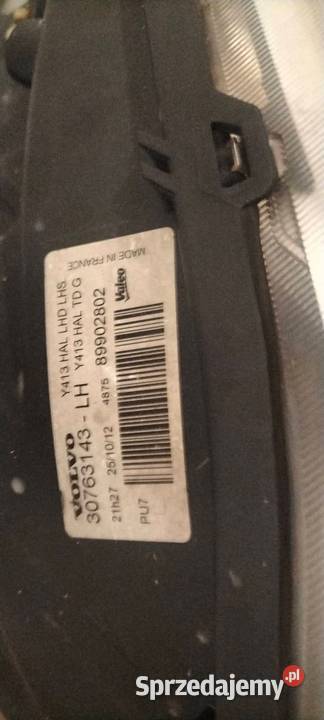 Y413 HAL LHD LHS
MADE IN FRANCE
VOLVO
Y413 HAL TD G
30763143 - LH
89902802
Valeo
21h27 25/10/12 4875
PU7
Sprzedajemy.pl